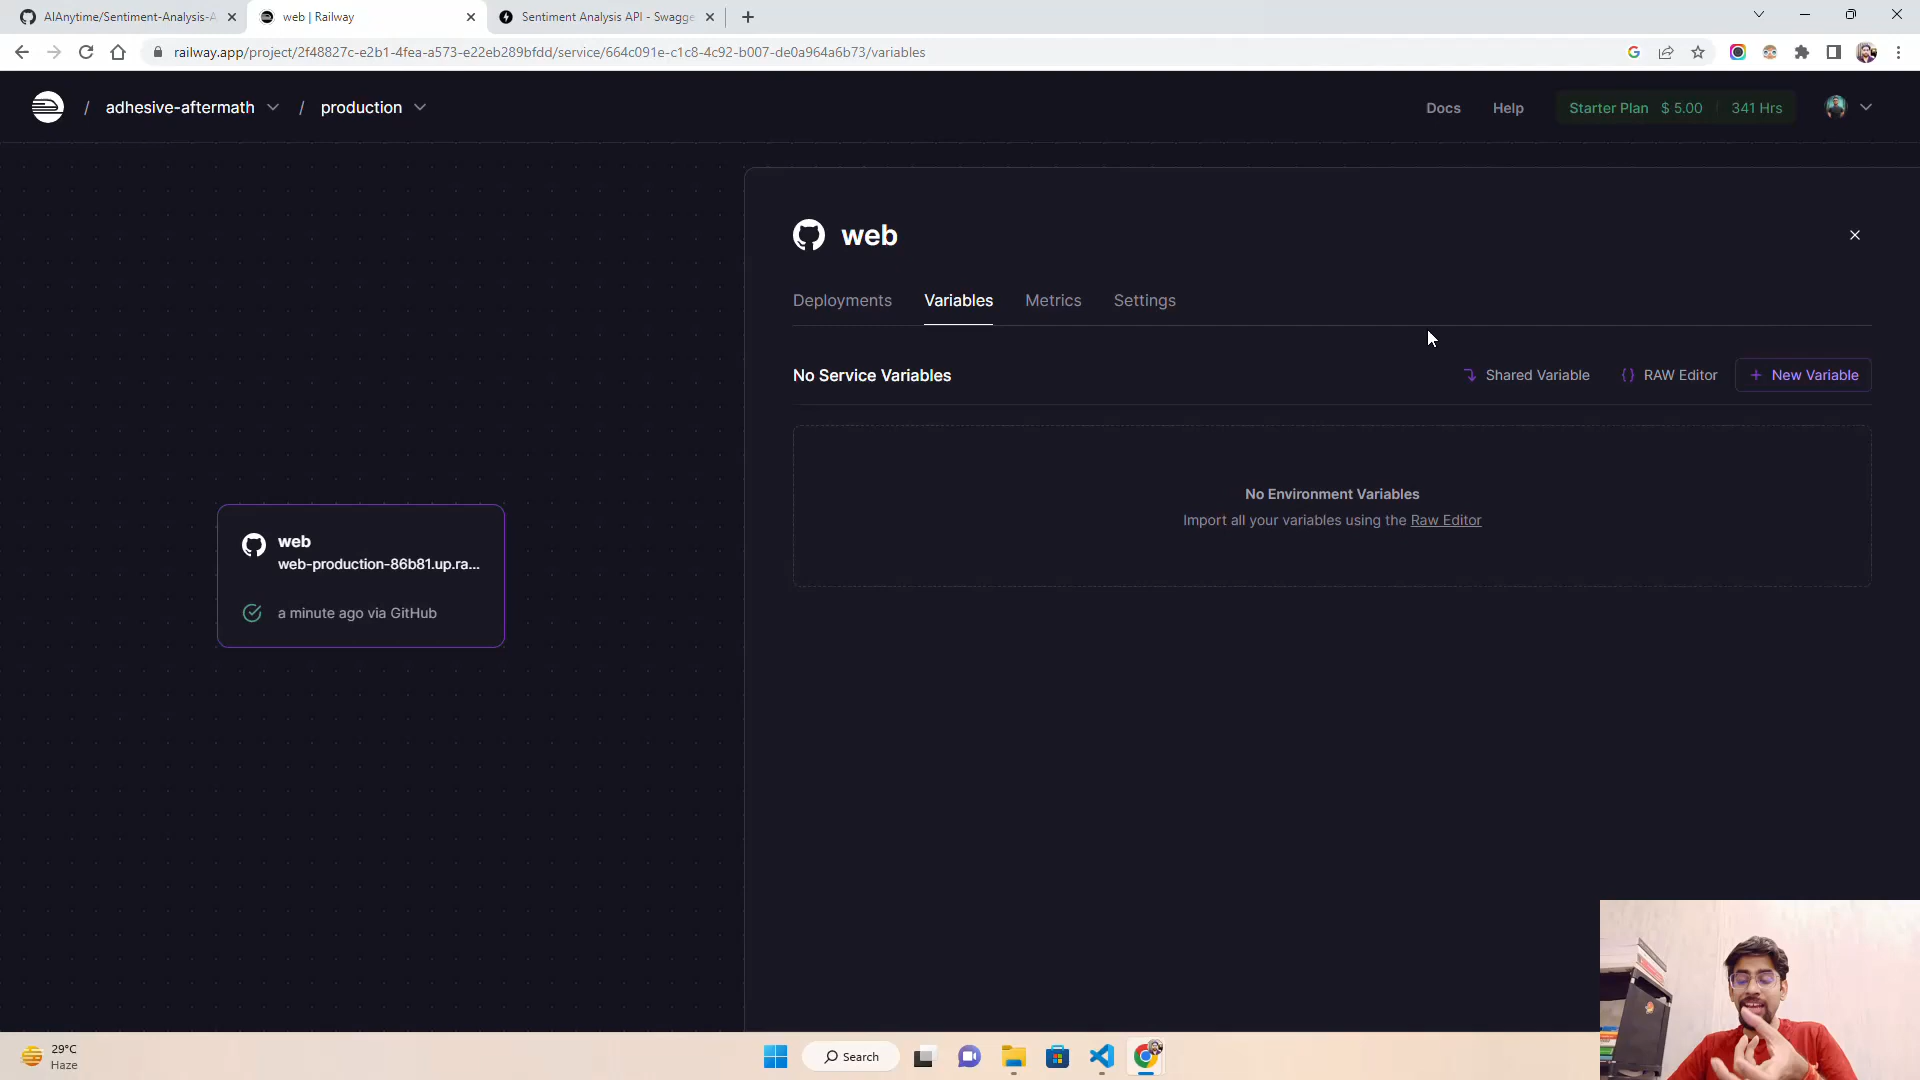 AIAnytime/Sentiment-Analysis-A
web | Railway
Sentiment Analysis API - Swagge
railway.app/project/2f48827c-e2b1-4fea-a573-e22eb289bfdd/service/664c091e-c1c8-4c92-b007-de0a964a6b73/variables
/ adhesive-aftermath / production
Docs
Help
Starter Plan $ 5.00 341 Hrs
web
Deployments
Variables
Metrics
Settings
No Service Variables
Shared Variable
{ } RAW Editor
+ New Variable
No Environment Variables
Import all your variables using the Raw Editor
web
web-production-86b81.up.ra...
a minute ago via GitHub
29°C
Haze
Search